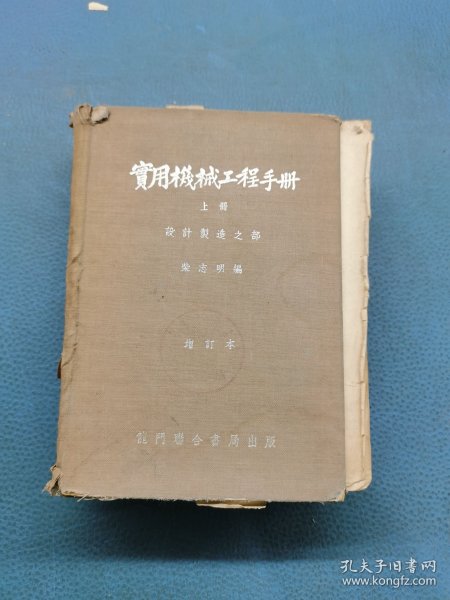 實用機械工程手册
上冊
設計製造之部
柴志明編
增訂本
龍門聯合書局出版
孔夫子旧书网
www.kongfz.com